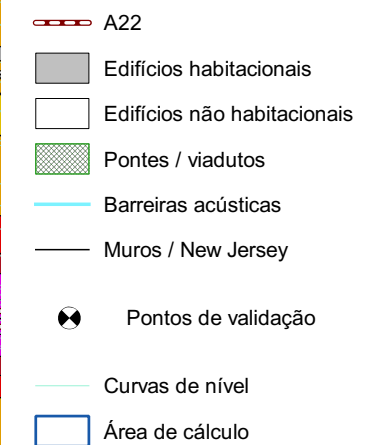 A22
Edifícios habitacionais
Edifícios não habitacionais
Pontes / viadutos
Barreiras acústicas
Muros / New Jersey
Pontos de validação
Curvas de nível
Área de cálculo